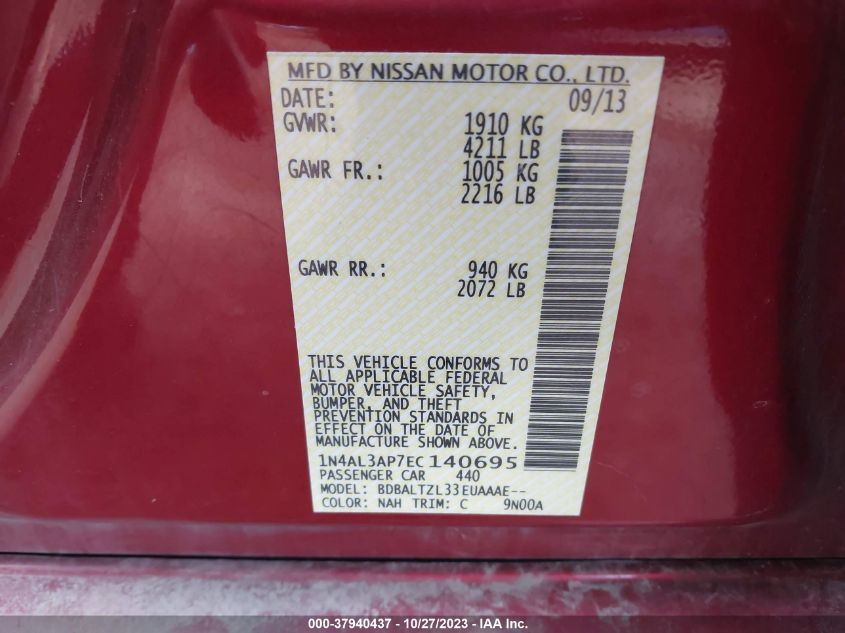 MFD BY NISSAN MOTOR CO., LTD.
DATE: 09/13
GVWR: 1910 KG
4211 LB
GAWR FR.: 1005 KG
2216 LB
GAWR RR.: 940 KG
2072 LB
THIS VEHICLE CONFORMS TO
ALL APPLICABLE FEDERAL
MOTOR VEHICLE SAFETY,
BUMPER, AND THEFT
PREVENTION STANDARDS IN
EFFECT ON THE DATE OF
MANUFACTURE SHOWN ABOVE.
1N4AL3AP7EC140695
PASSENGER CAR 440
MODEL: BDBALTZL33EUAAAE--
COLOR: NAH TRIM: C 9N00A
000-37940437 - 10/27/2023 - IAA Inc.